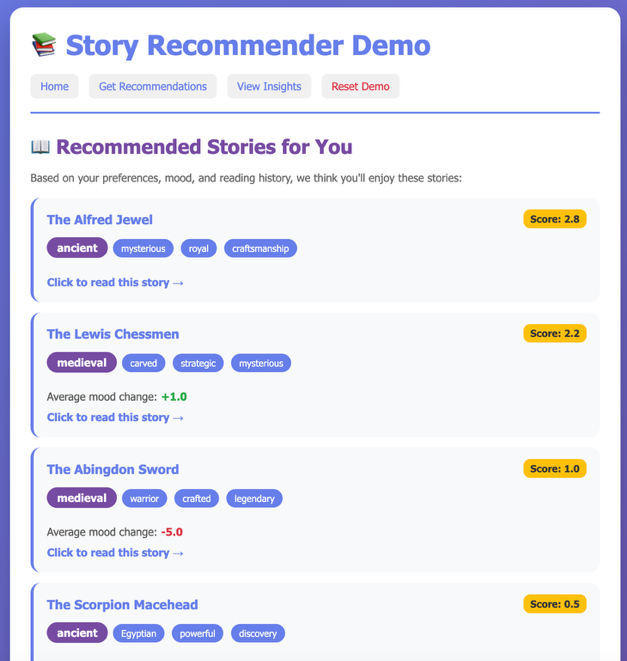 Story Recommender Demo
Home Get Recommendations View Insights Reset Demo
Recommended Stories for You
Based on your preferences, mood, and reading history, we think you'll enjoy these stories:
The Alfred Jewel Score: 2.8
ancient mysterious royal craftsmanship
Click to read this story →
The Lewis Chessmen Score: 2.2
medieval carved strategic mysterious
Average mood change: +1.0
Click to read this story →
The Abingdon Sword Score: 1.0
medieval warrior crafted legendary
Average mood change: -5.0
Click to read this story →
The Scorpion Macehead Score: 0.5
ancient Egyptian powerful discovery